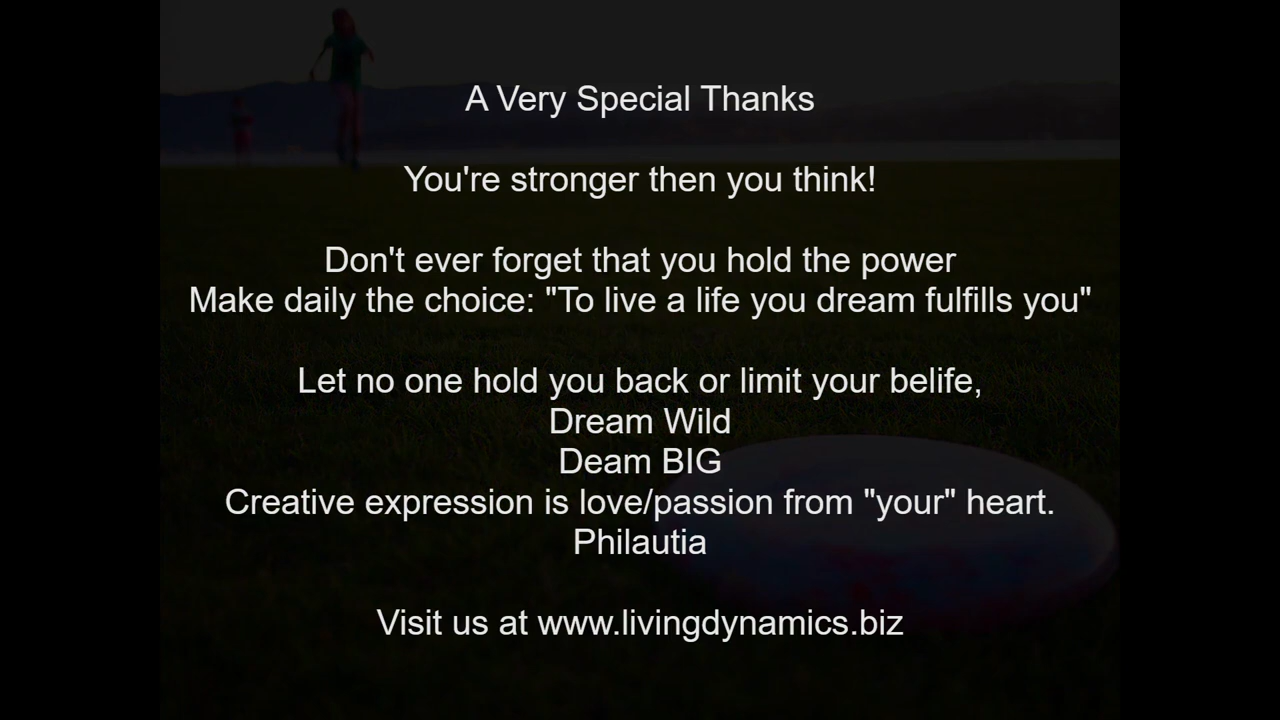 A Very Special Thanks
You're stronger then you think!
Don't ever forget that you hold the power
Make daily the choice: "To live a life you dream fulfills you"
Let no one hold you back or limit your belife,
Dream Wild
Deam BIG
Creative expression is love/passion from "your" heart.
Philautia
Visit us at www.livingdynamics.biz